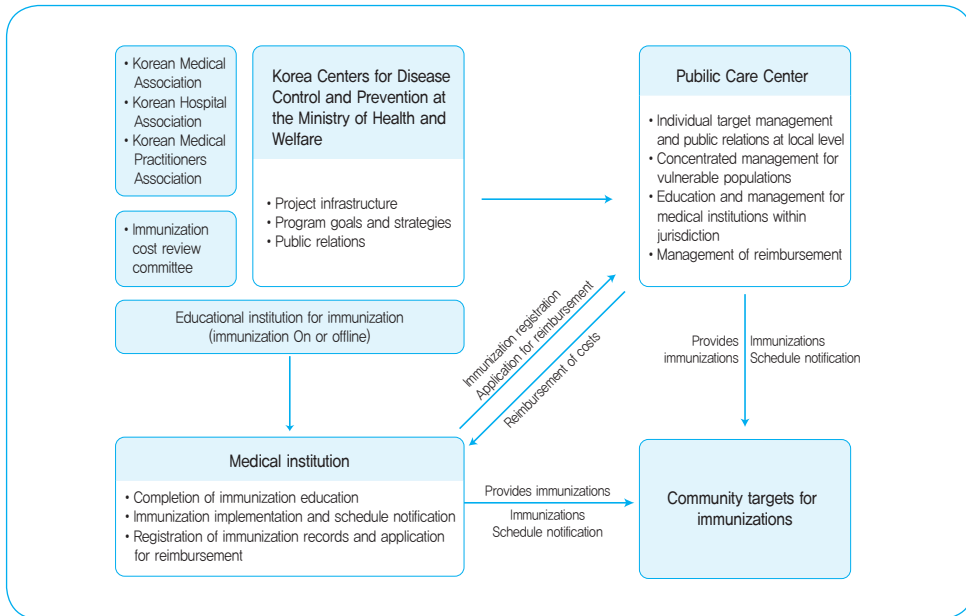 • Korean Medical
Association
• Korean Hospital
Association
• Korean Medical
Practitioners
Association
• Immunization
cost review
committee
Korea Centers for Disease
Control and Prevention at
the Ministry of Health and
Welfare
• Project infrastructure
• Program goals and strategies
• Public relations
Pubilic Care Center
• Individual target management
and public relations at local level
• Concentrated management for
vulnerable populations
• Education and management for
medical institutions within
jurisdiction
• Management of reimbursement
Educational institution for immunization
(immunization On or offline)
Immunization registration
Application for reimbursement
Reimbursement of costs
Provides
immunizations
Immunizations
Schedule notification
Medical institution
• Completion of immunization education
• Immunization implementation and schedule notification
• Registration of immunization records and application
for reimbursement
Provides immunizations
Immunizations
Schedule notification
Community targets for
immunizations